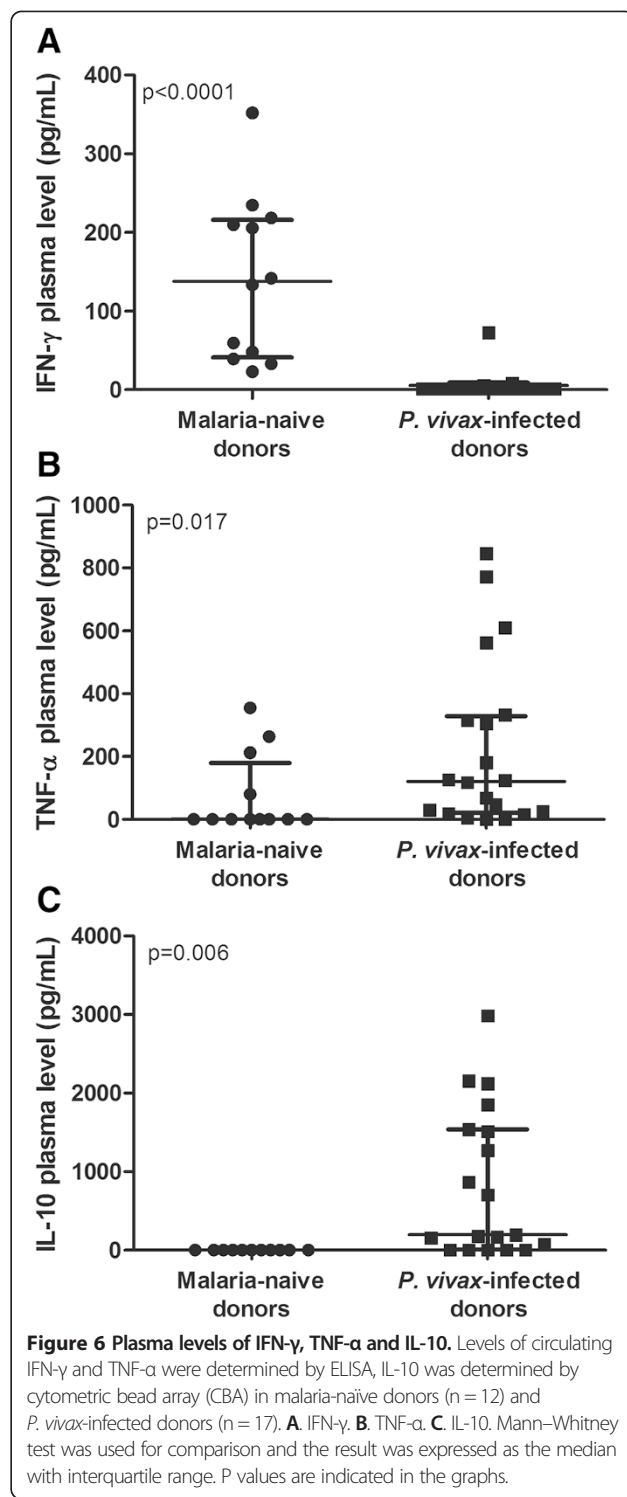 A
400
300
200
100
0
IFN-γ plasma level (pg/mL)
p<0.0001
Malaria-naive donors
P. vivax-infected donors
B
1000
800
600
400
200
0
TNF-α plasma level (pg/mL)
p=0.017
Malaria-naive donors
P. vivax-infected donors
C
4000
3000
2000
1000
0
IL-10 plasma level (pg/mL)
p=0.006
Malaria-naive donors
P. vivax-infected donors
Figure 6 Plasma levels of IFN-γ, TNF-α and IL-10. Levels of circulating
IFN-γ and TNF-α were determined by ELISA, IL-10 was determined by
cytometric bead array (CBA) in malaria-naïve donors (n = 12) and
P. vivax-infected donors (n = 17). A. IFN-γ. B. TNF-α. C. IL-10. Mann–Whitney
test was used for comparison and the result was expressed as the median
with interquartile range. P values are indicated in the graphs.